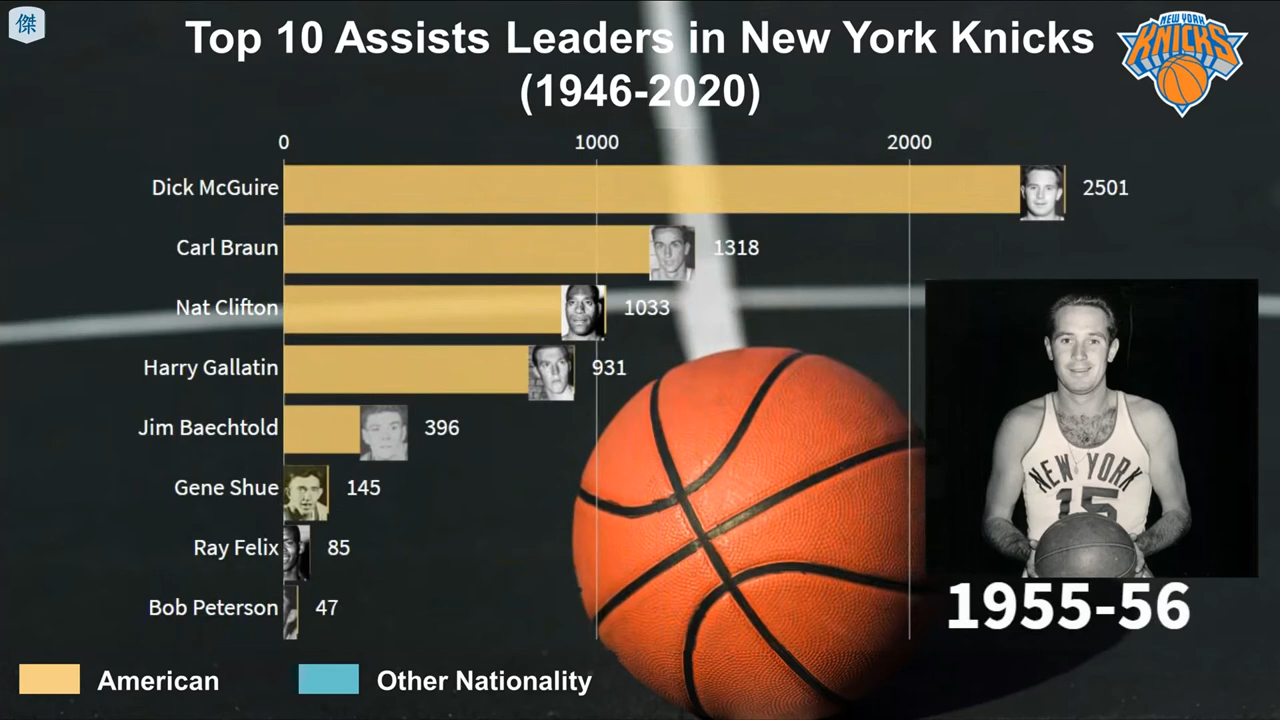 傑
Top 10 Assists Leaders in New York Knicks
(1946-2020)
NEW YORK
KNICKS
0 1000 2000
Dick McGuire 2501
Carl Braun 1318
Nat Clifton 1033
Harry Gallatin 931
Jim Baechtold 396
Gene Shue 145
Ray Felix 85
Bob Peterson 47
NEW YORK
15
1955-56
American Other Nationality